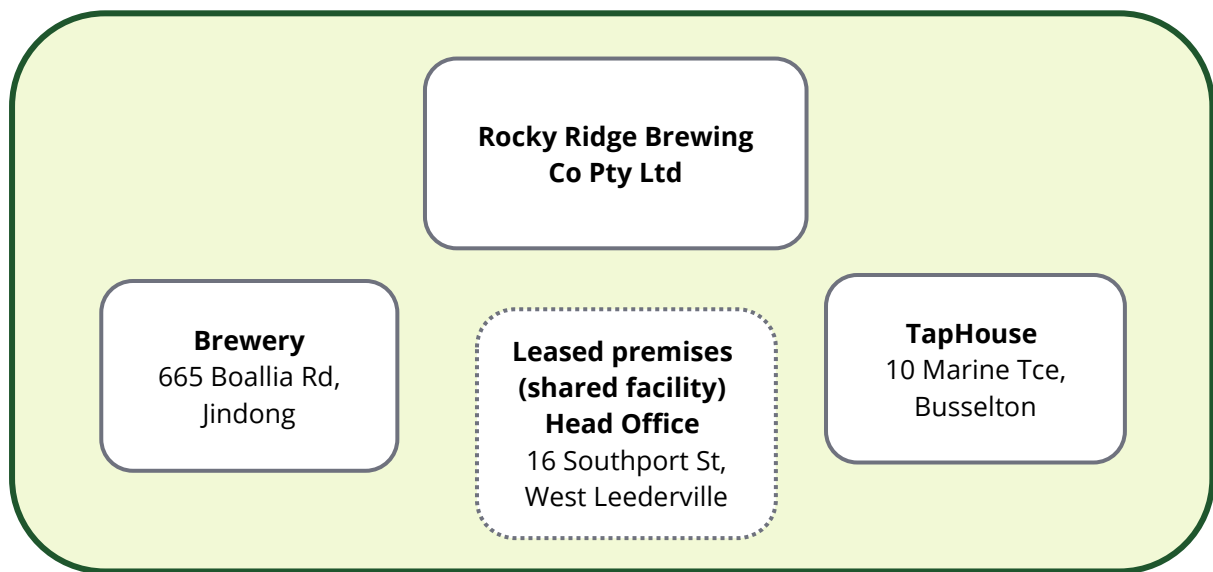 Rocky Ridge Brewing
Co Pty Ltd
Brewery
665 Boallia Rd,
Jindong
Leased premises
(shared facility)
Head Office
16 Southport St,
West Leederville
TapHouse
10 Marine Tce,
Busselton